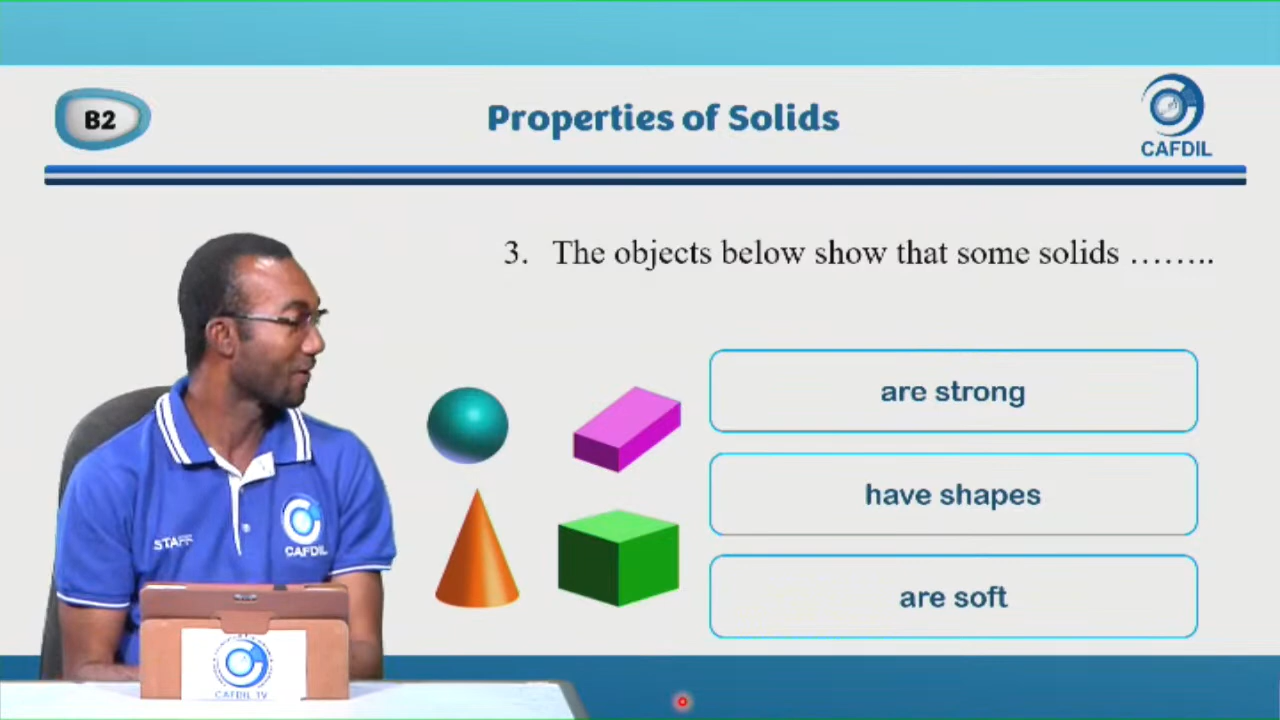 B2
Properties of Solids
CAFDIL
3. The objects below show that some solids ........
are strong
have shapes
are soft
STAFF
CAFDIL
CAFDIL TV